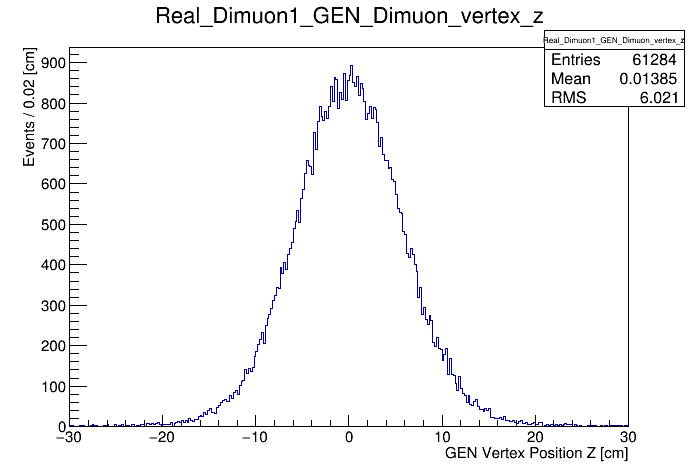 Real_Dimuon1_GEN_Dimuon_vertex_z
Real_Dimuon1_GEN_Dimuon_vertex_z
Entries 61284
Mean 0.01385
RMS 6.021
Events / 0.02 [cm]
900
800
700
600
500
400
300
200
100
0
−30 −20 −10 0 10 20 30
GEN Vertex Position Z [cm]